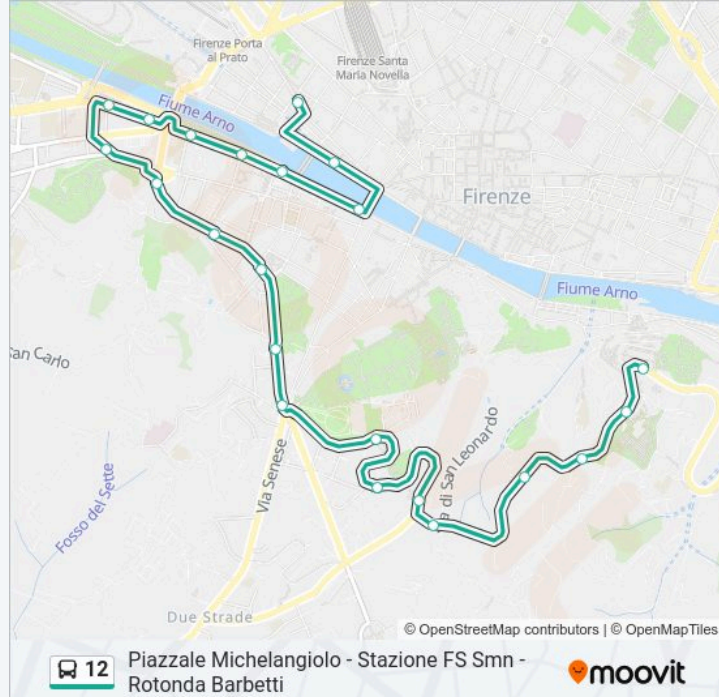 Firenze Porta
al Prato
Firenze Santa
Maria Novella
Fiume Arno
Firenze
Fiume Arno
San Carlo
Via Senese
a di San Leonardo
Fosso del Sette
Due Strade
© OpenStreetMap contributors | © OpenMapTiles
12
Piazzale Michelangiolo - Stazione FS Smn -
Rotonda Barbetti
moovit